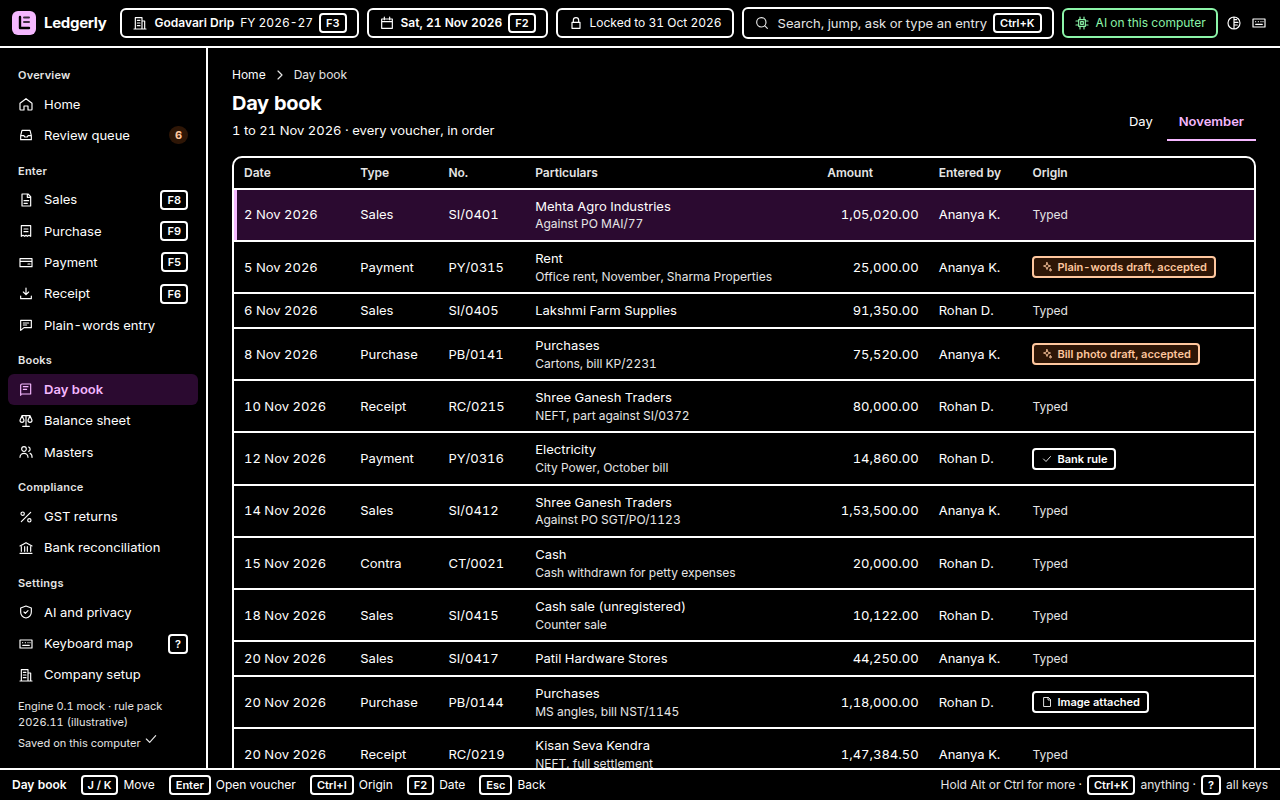 Ledgerly Godavari Drip FY 2026-27 F3 Sat, 21 Nov 2026 F2 Locked to 31 Oct 2026 Search, jump, ask or type an entry Ctrl+K AI on this computer
Overview
Home
Review queue 6
Enter
Sales F8
Purchase F9
Payment F5
Receipt F6
Plain-words entry
Books
Day book
Balance sheet
Masters
Compliance
GST returns
Bank reconciliation
Settings
AI and privacy
Keyboard map ?
Company setup
Engine 0.1 mock · rule pack
2026.11 (illustrative)
Saved on this computer
Home Day book
Day book
1 to 21 Nov 2026 · every voucher, in order
Day November
Date Type No. Particulars Amount Entered by Origin
2 Nov 2026 Sales SI/0401 Mehta Agro Industries 1,05,020.00 Ananya K. Typed
Against PO MAI/77
5 Nov 2026 Payment PY/0315 Rent 25,000.00 Ananya K. Plain-words draft, accepted
Office rent, November, Sharma Properties
6 Nov 2026 Sales SI/0405 Lakshmi Farm Supplies 91,350.00 Rohan D. Typed
8 Nov 2026 Purchase PB/0141 Purchases 75,520.00 Ananya K. Bill photo draft, accepted
Cartons, bill KP/2231
10 Nov 2026 Receipt RC/0215 Shree Ganesh Traders 80,000.00 Rohan D. Typed
NEFT, part against SI/0372
12 Nov 2026 Payment PY/0316 Electricity 14,860.00 Rohan D. Bank rule
City Power, October bill
14 Nov 2026 Sales SI/0412 Shree Ganesh Traders 1,53,500.00 Ananya K. Typed
Against PO SGT/PO/1123
15 Nov 2026 Contra CT/0021 Cash 20,000.00 Rohan D. Typed
Cash withdrawn for petty expenses
18 Nov 2026 Sales SI/0415 Cash sale (unregistered) 10,122.00 Rohan D. Typed
Counter sale
20 Nov 2026 Sales SI/0417 Patil Hardware Stores 44,250.00 Ananya K. Typed
20 Nov 2026 Purchase PB/0144 Purchases 1,18,000.00 Rohan D. Image attached
MS angles, bill NST/1145
20 Nov 2026 Receipt RC/0219 Kisan Seva Kendra 1,47,384.50 Ananya K. Typed
NEFT, full settlement
Day book J / K Move Enter Open voucher Ctrl+I Origin F2 Date Esc Back Hold Alt or Ctrl for more · Ctrl+K anything · ? all keys